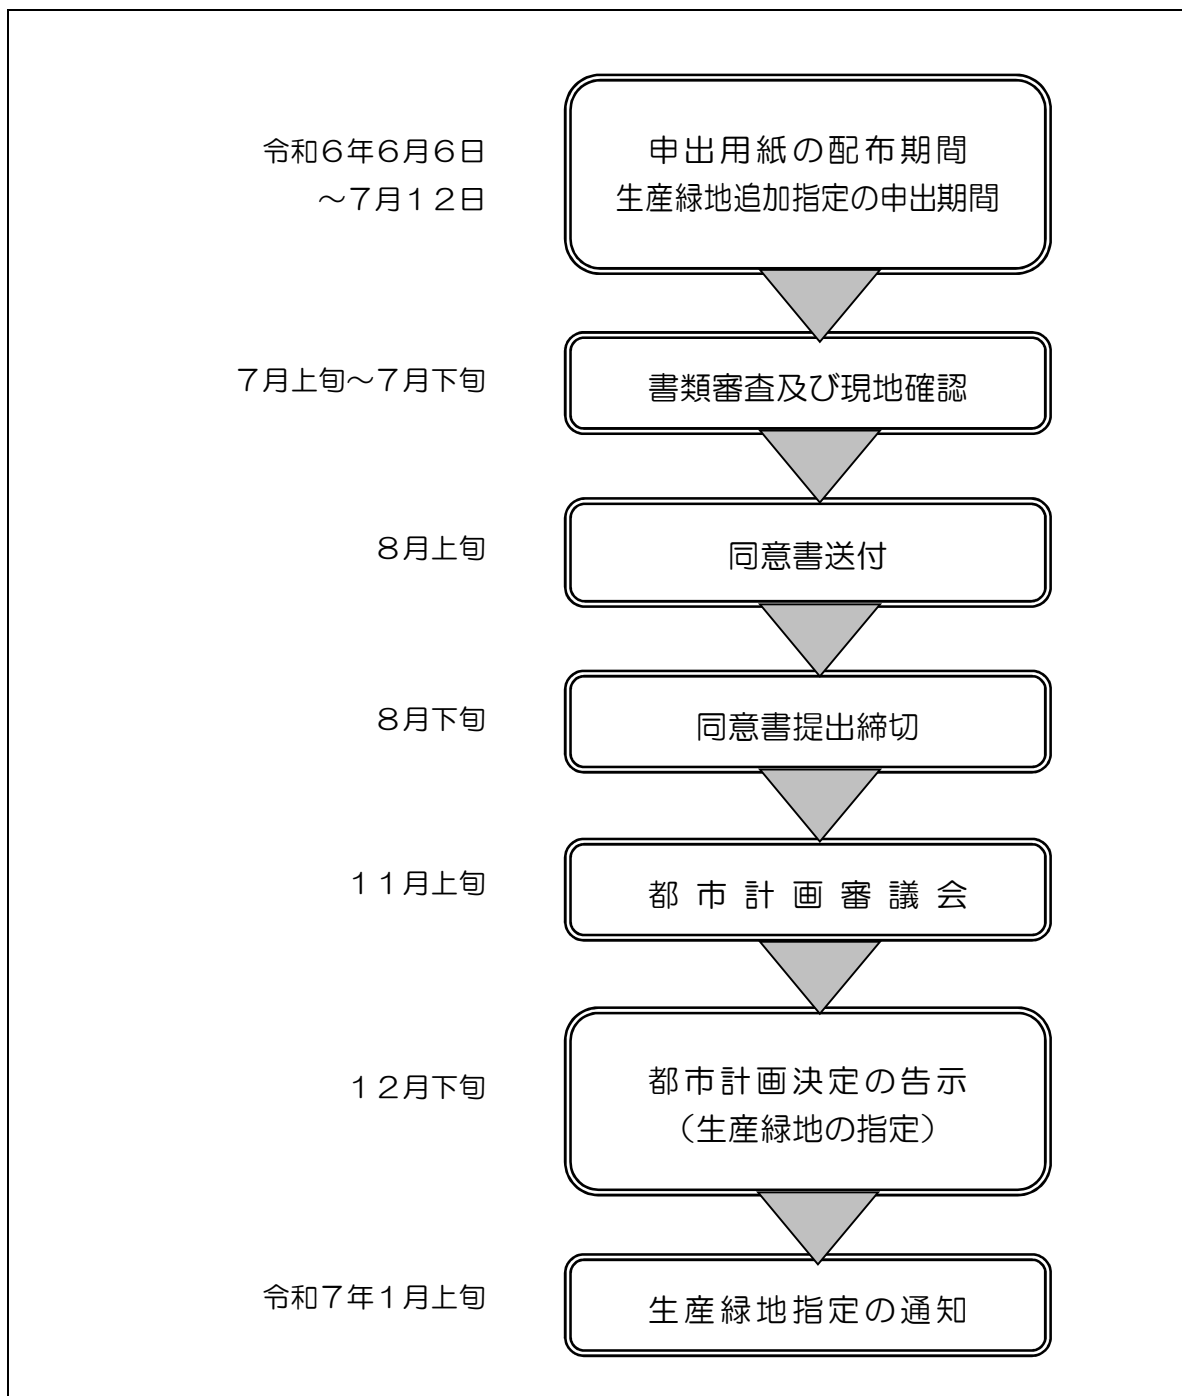 令和６年６月６日
～７月１２日
申出用紙の配布期間
生産緑地追加指定の申出期間
７月上旬～７月下旬
書類審査及び現地確認
８月上旬
同意書送付
８月下旬
同意書提出締切
１１月上旬
都市計画審議会
１２月下旬
都市計画決定の告示
（生産緑地の指定）
令和７年１月上旬
生産緑地指定の通知